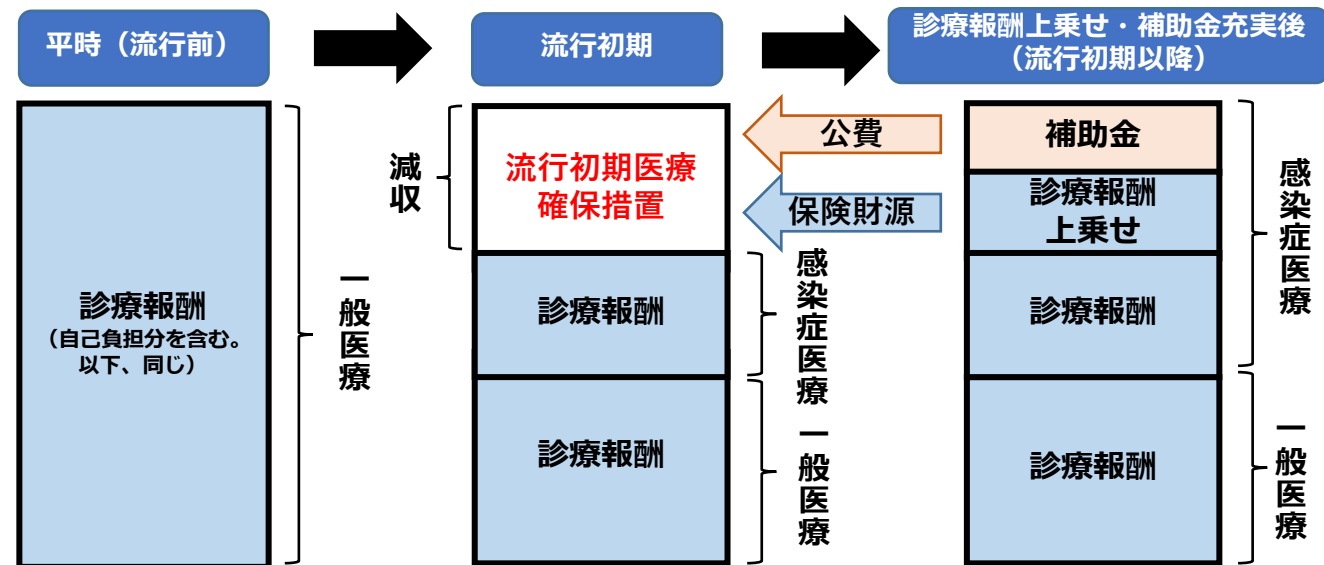 平時（流行前）
流行初期
診療報酬上乗せ・補助金充実後
（流行初期以降）
診療報酬
（自己負担分を含む。
以下、同じ）
一般医療
減収
流行初期医療
確保措置
診療報酬
診療報酬
感染症医療
一般医療
公費
保険財源
補助金
診療報酬
上乗せ
診療報酬
診療報酬
感染症医療
一般医療